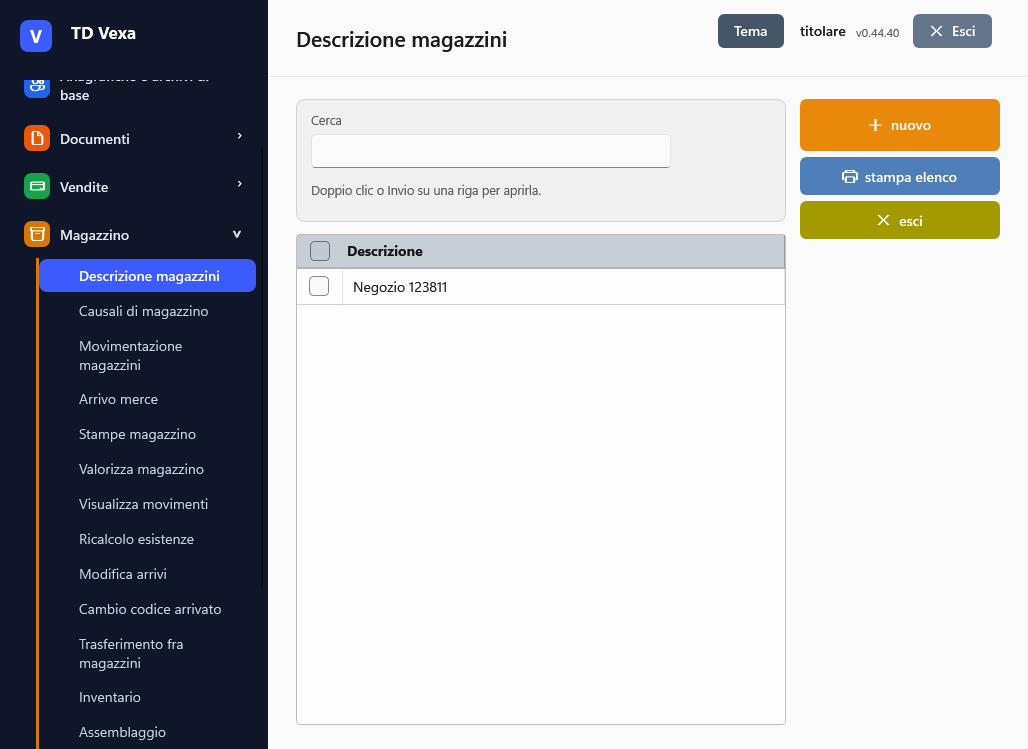 V
TD Vexa
base
Documenti
Vendite
Magazzino
Descrizione magazzini
Causali di magazzino
Movimentazione
magazzini
Arrivo merce
Stampe magazzino
Valorizza magazzino
Visualizza movimenti
Ricalcolo esistenze
Modifica arrivi
Cambio codice arrivato
Trasferimento fra
magazzini
Inventario
Assemblaggio
Descrizione magazzini
Tema
titolare v0.44.40
Esci
Cerca
Doppio clic o Invio su una riga per aprirla.
Descrizione
Negozio 123811
nuovo
stampa elenco
esci